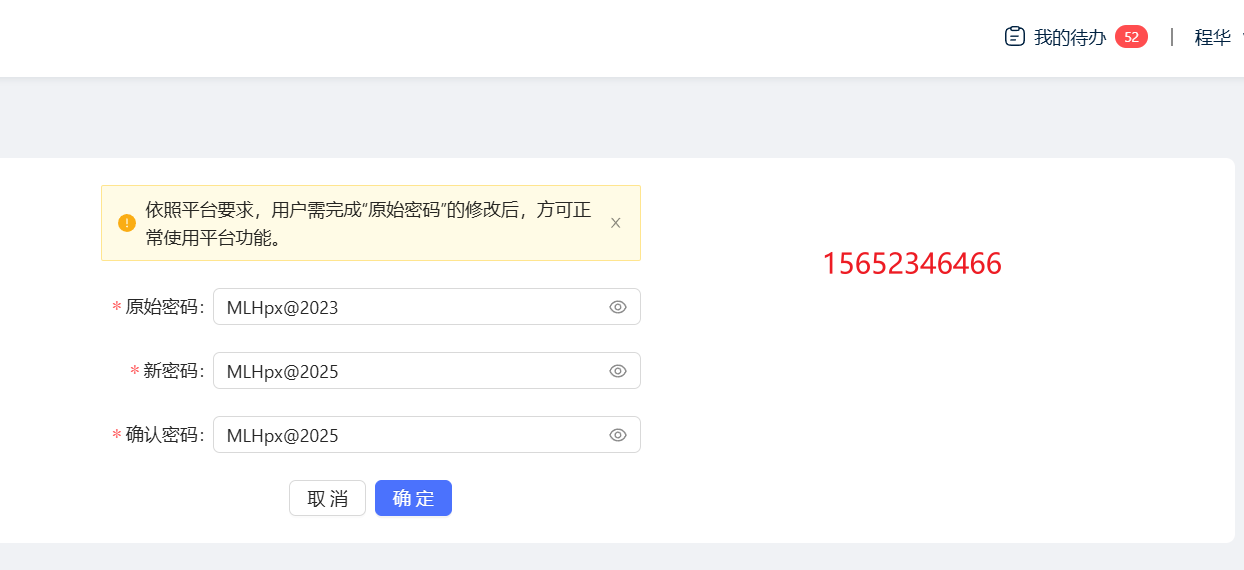 我的待办 52 | 程华
依照平台要求，用户需完成“原始密码”的修改后，方可正
常使用平台功能。
15652346466
* 原始密码： MLHpx@2023
* 新密码： MLHpx@2025
* 确认密码： MLHpx@2025
取 消 确 定